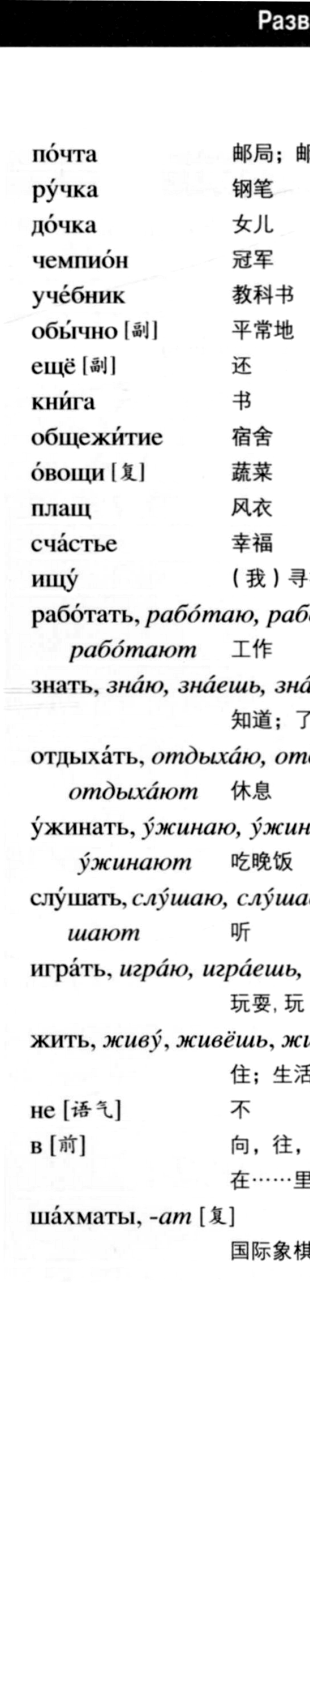 Разв
по́чта 邮局；
ру́чка 钢笔
до́чка 女儿
чемпио́н 冠军
уче́бник 教科书
обы́чно [副] 平常地
ещё [副] 还
кни́га 书
общежи́тие 宿舍
о́вощи [复] 蔬菜
плащ 风衣
сча́стье 幸福
ищу́ （我）寻
рабо́тать, рабо́таю, раб
рабо́тают 工作
знать, зна́ю, зна́ешь, зна́
知道；了
отдыха́ть, отдыха́ю, от
отдыха́ют 休息
у́жинать, у́жинаю, у́жин
у́жинают 吃晚饭
слу́шать, слу́шаю, слу́ша
шают 听
игра́ть, игра́ю, игра́ешь,
玩耍, 玩
жить, живу́, живёшь, жи
住；生活
не [语气] 不
в [前] 向，往，
在……里
ша́хматы, -ат [复]
国际象棋